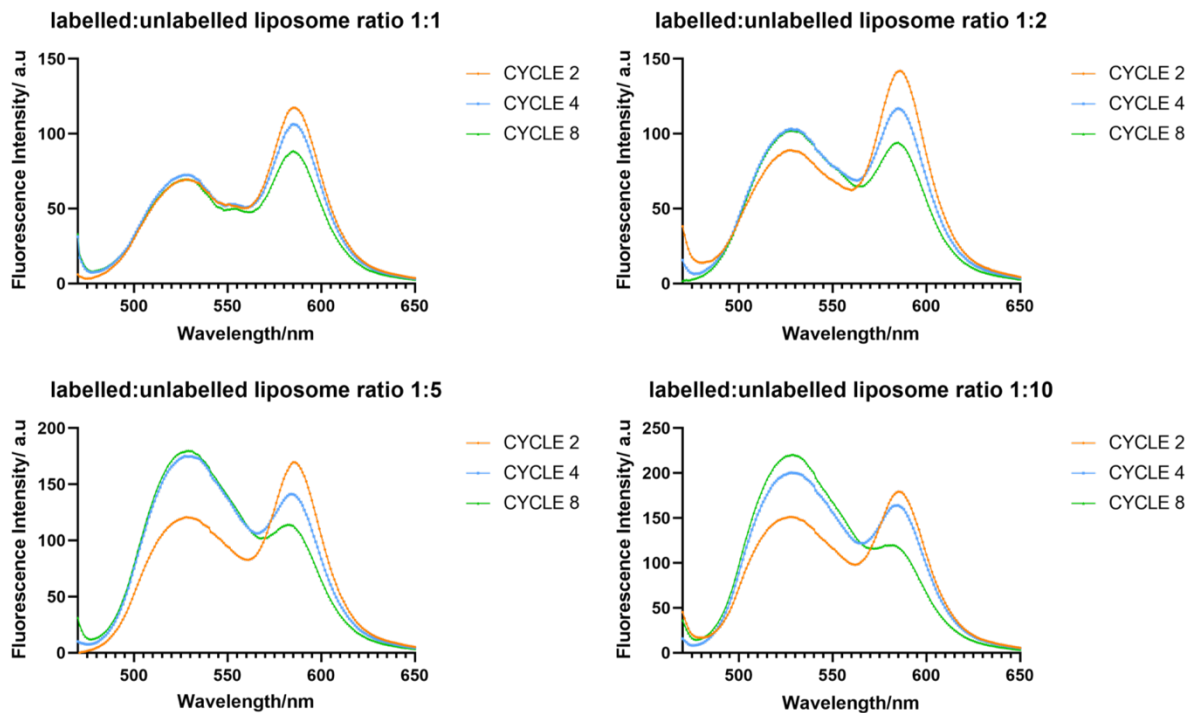 labelled:unlabelled liposome ratio 1:1
Fluorescence Intensity/ a.u
150
100
50
0
500
550
600
650
Wavelength/nm
CYCLE 2
CYCLE 4
CYCLE 8
labelled:unlabelled liposome ratio 1:2
Fluorescence Intensity/ a.u
150
100
50
0
500
550
600
650
Wavelength/nm
CYCLE 2
CYCLE 4
CYCLE 8
labelled:unlabelled liposome ratio 1:5
Fluorescence Intensity/ a.u
200
150
100
50
0
500
550
600
650
Wavelength/nm
CYCLE 2
CYCLE 4
CYCLE 8
labelled:unlabelled liposome ratio 1:10
Fluorescence Intensity/ a.u
250
200
150
100
50
0
500
550
600
650
Wavelength/nm
CYCLE 2
CYCLE 4
CYCLE 8